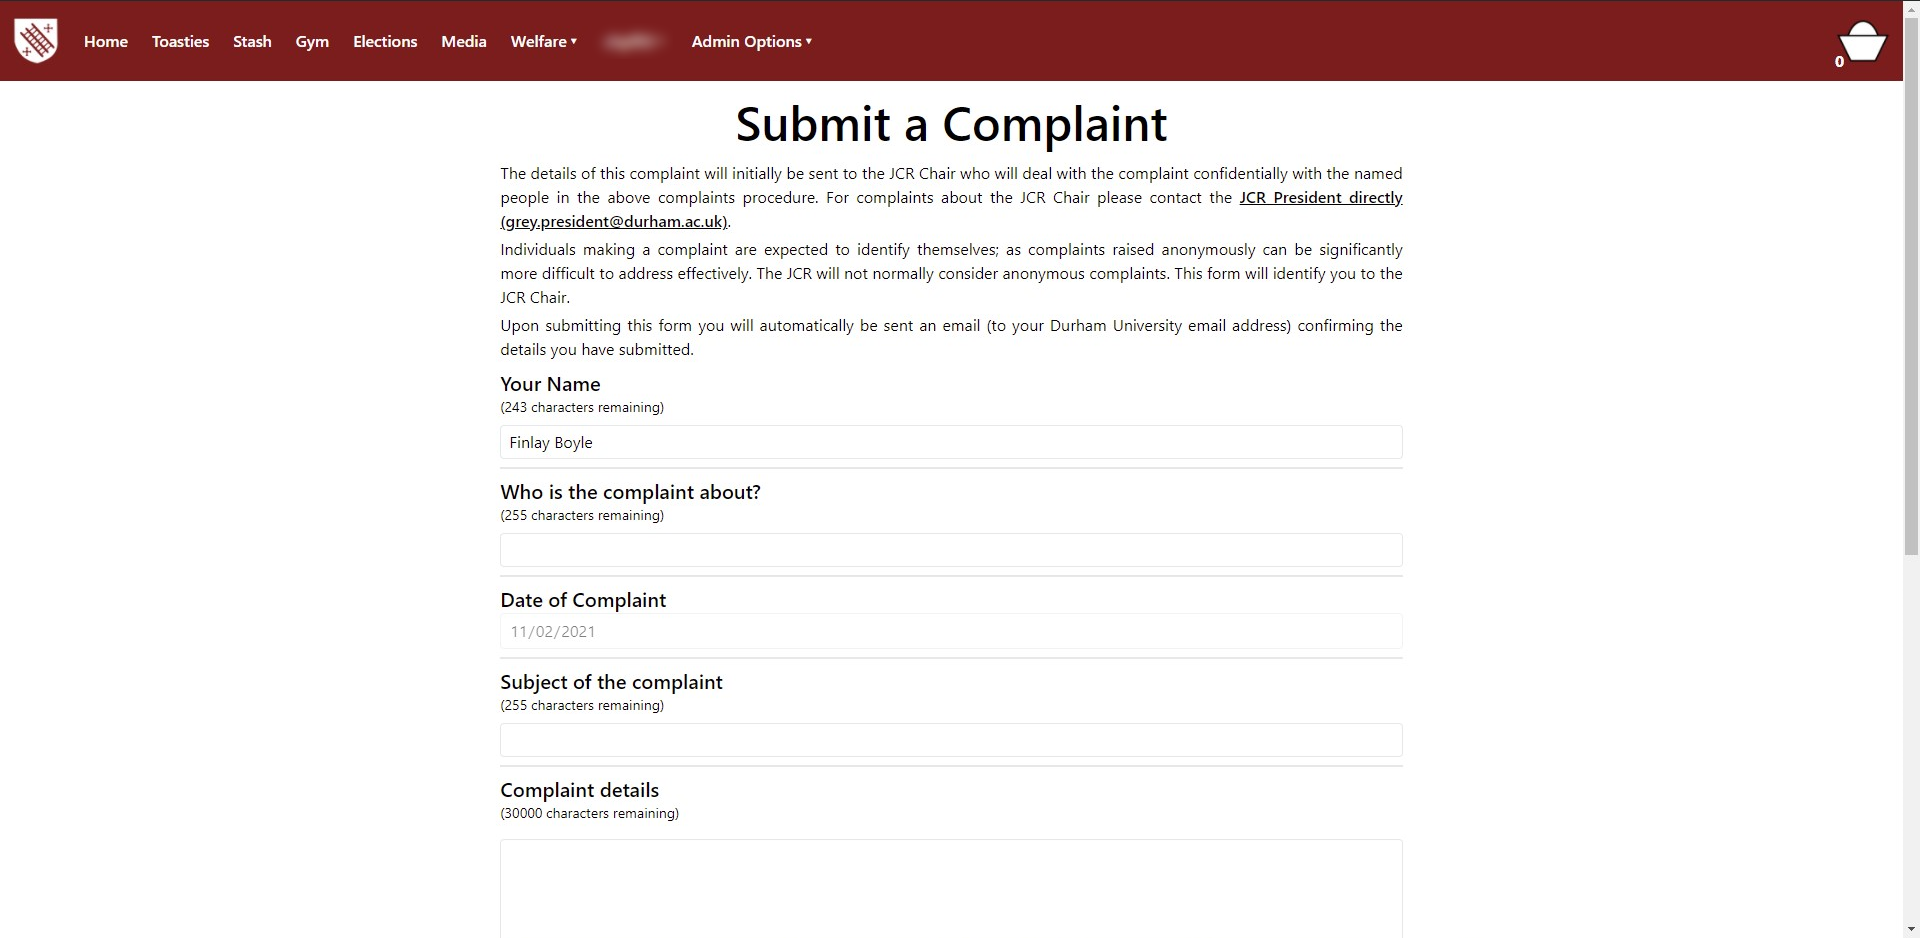 Home Toasties Stash Gym Elections Media Welfare ▾ Admin Options ▾
0
Submit a Complaint
The details of this complaint will initially be sent to the JCR Chair who will deal with the complaint confidentially with the named
people in the above complaints procedure. For complaints about the JCR Chair please contact the JCR President directly
(grey.president@durham.ac.uk).
Individuals making a complaint are expected to identify themselves; as complaints raised anonymously can be significantly
more difficult to address effectively. The JCR will not normally consider anonymous complaints. This form will identify you to the
JCR Chair.
Upon submitting this form you will automatically be sent an email (to your Durham University email address) confirming the
details you have submitted.
Your Name
(243 characters remaining)
Finlay Boyle
Who is the complaint about?
(255 characters remaining)
Date of Complaint
11/02/2021
Subject of the complaint
(255 characters remaining)
Complaint details
(30000 characters remaining)